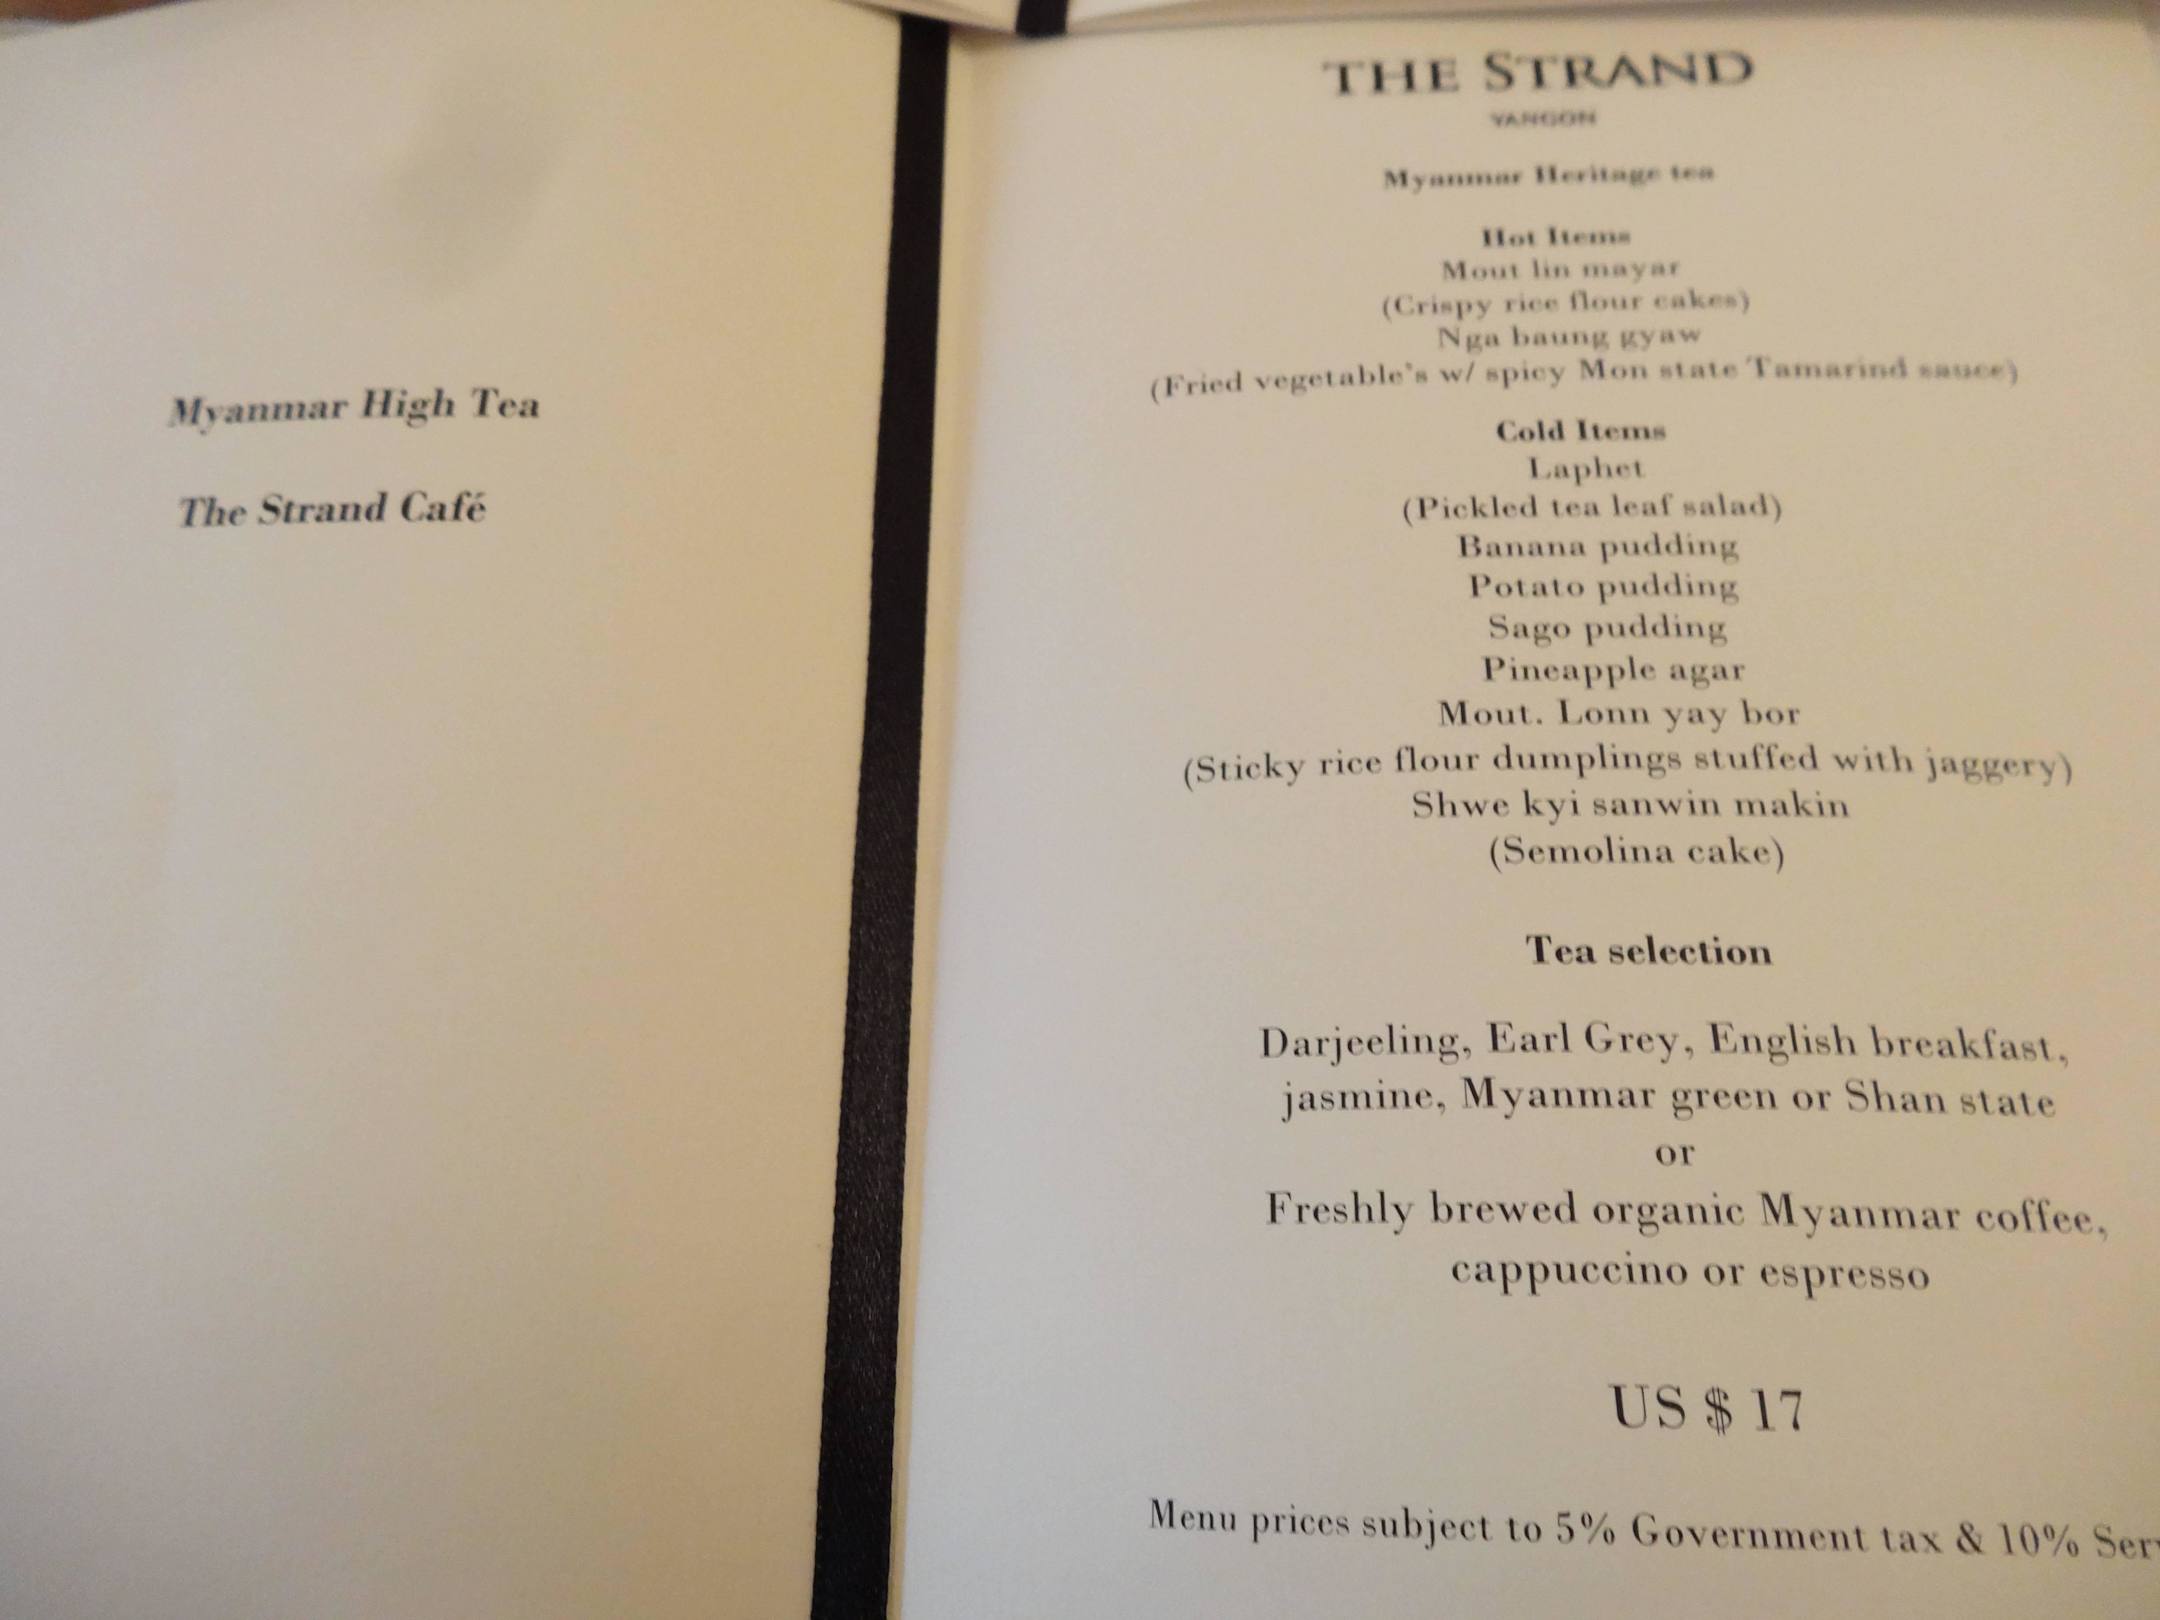 Myanmar High Tea
The Strand Café
THE STRAND
YANGON
Myanmar Heritage tea
Hot Items
Mout lin mayar
(Crispy rice flour cakes)
Nga baung gyaw
(Fried vegetable's w/ spicy Mon state Tamarind sauce)
Cold Items
Laphet
(Pickled tea leaf salad)
Banana pudding
Potato pudding
Sago pudding
Pineapple agar
Mout. Lonn yay bor
(Sticky rice flour dumplings stuffed with jaggery)
Shwe kyi sanwin makin
(Semolina cake)
Tea selection
Darjeeling, Earl Grey, English breakfast,
jasmine, Myanmar green or Shan state
or
Freshly brewed organic Myanmar coffee,
cappuccino or espresso
US $ 17
Menu prices subject to 5% Government tax & 10%